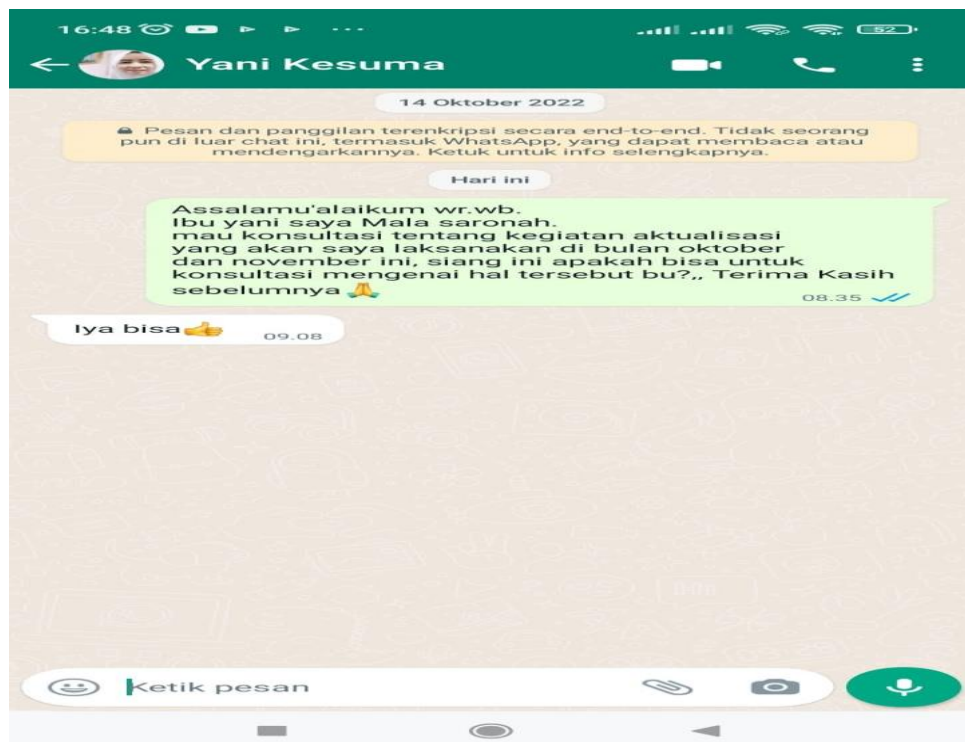 16:48
52
Yani Kesuma
14 Oktober 2022
Pesan dan panggilan terenkripsi secara end-to-end. Tidak seorang
pun di luar chat ini, termasuk WhatsApp, yang dapat membaca atau
mendengarkannya. Ketuk untuk info selengkapnya.
Hari ini
Assalamu'alaikum wr.wb.
Ibu yani saya Mala saronah.
mau konsultasi tentang kegiatan aktualisasi
yang akan saya laksanakan di bulan oktober
dan november ini, siang ini apakah bisa untuk
konsultasi mengenai hal tersebut bu?,, Terima Kasih
sebelumnya 🙏
08.35
Iya bisa👍
09.08
Ketik pesan